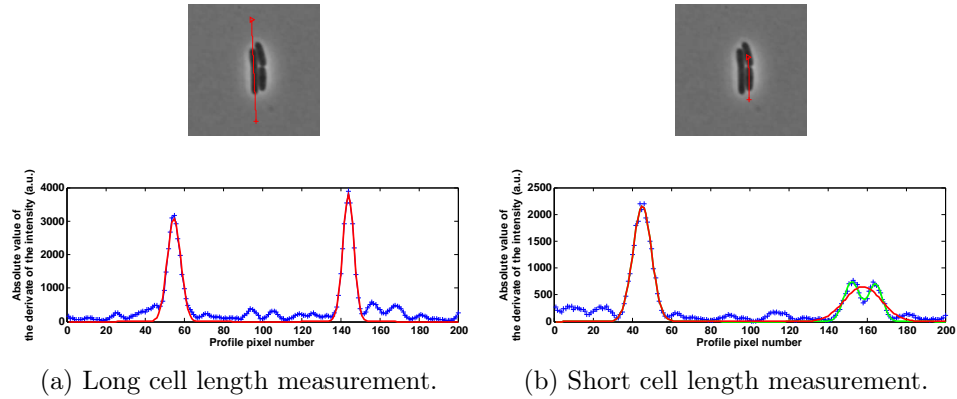 4000
3000
2000
1000
0
0 20 40 60 80 100 120 140 160 180 200
Absolute value of
the derivate of the intensity (a.u.)
Profile pixel number
(a) Long cell length measurement.
2500
2000
1500
1000
500
0
0 20 40 60 80 100 120 140 160 180 200
Absolute value of
the derivate of the intensity (a.u.)
Profile pixel number
(b) Short cell length measurement.